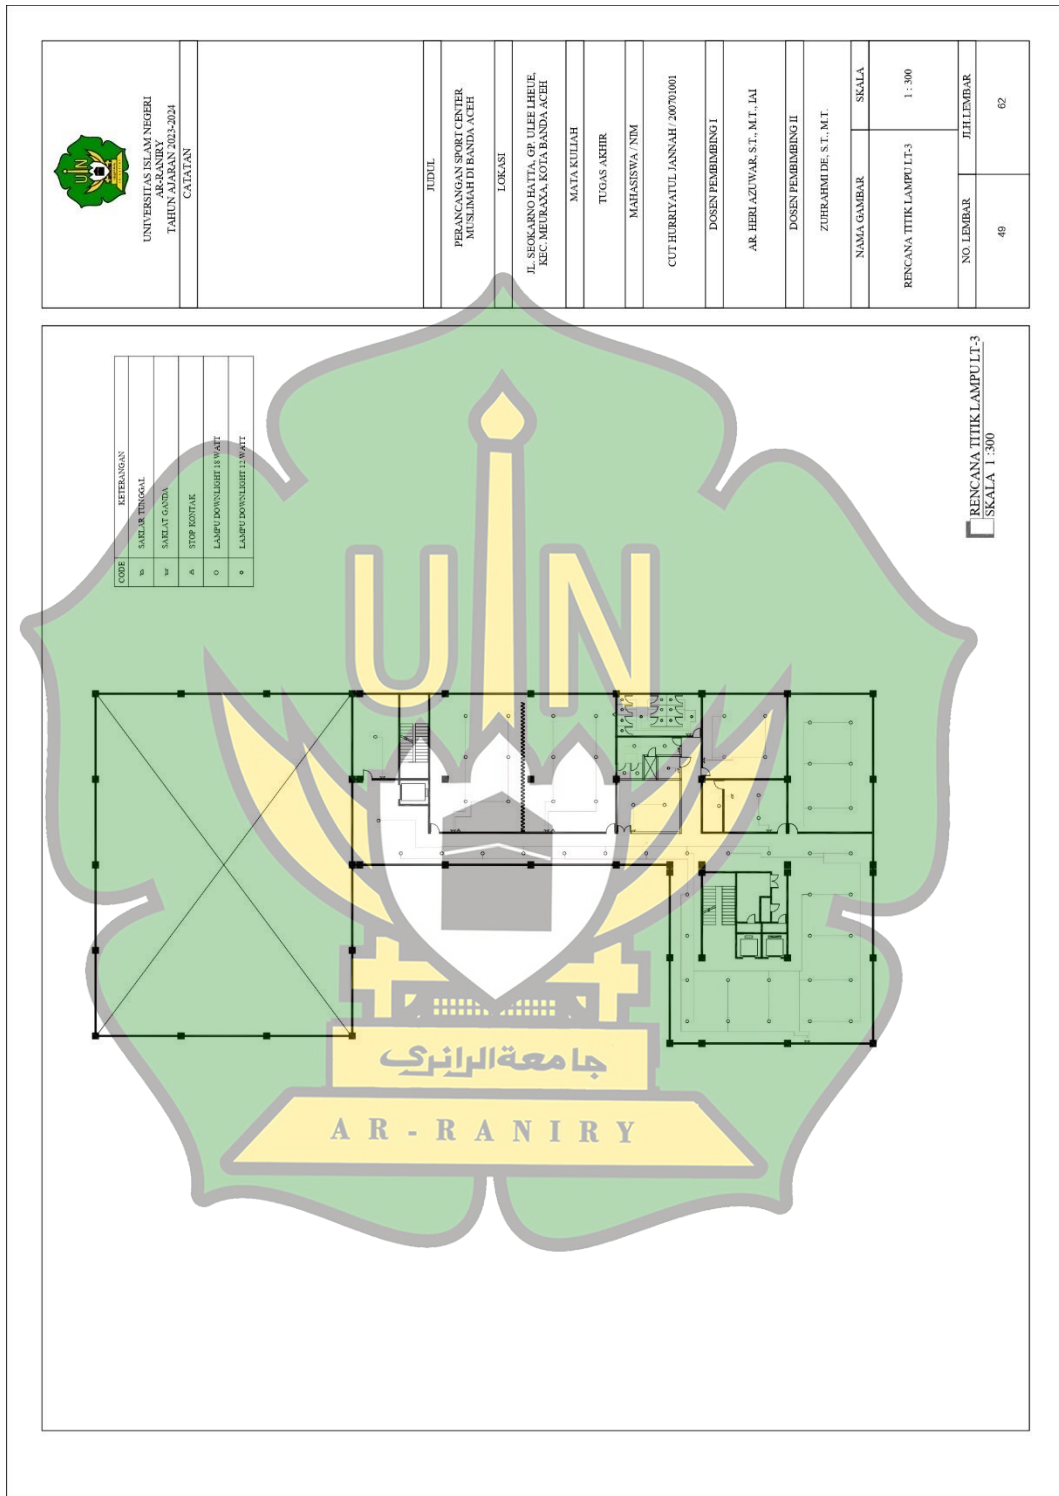 UIN
UNIVERSITAS ISLAM NEGERI
AR-RANIRY
TAHUN AJARAN 2023-2024
CATATAN
JUDUL
PERANCANGAN SPORT CENTER
MUSLIMAH DI BANDA ACEH
LOKASI
JL. SEOKARNO HATTA, GP. ULEE LHEUE,
KEC. MEURAXA, KOTA BANDA ACEH
MATA KULIAH
TUGAS AKHIR
MAHASISWA / NIM
CUT HURRIYATUL JANNAH / 200701001
DOSEN PEMBIMBING I
AR. HERI AZUWAR, S.T., M.T., IAI
DOSEN PEMBIMBING II
ZUHRAHMI DE, S.T., M.T.
NAMA GAMBAR
SKALA
RENCANA TITIK LAMPU LT-3
1 : 300
NO. LEMBAR
JLH.LEMBAR
49
62
CODE
KETERANGAN
SAKLAR TUNGGAL
SAKLAT GANDA
STOP KONTAK
LAMPU DOWNLIGHT 18 WATT
LAMPU DOWNLIGHT 12 WATT
RENCANA TITIK LAMPU LT-3
SKALA 1 :300
UIN
جامعة الرانري
AR-RANIRY